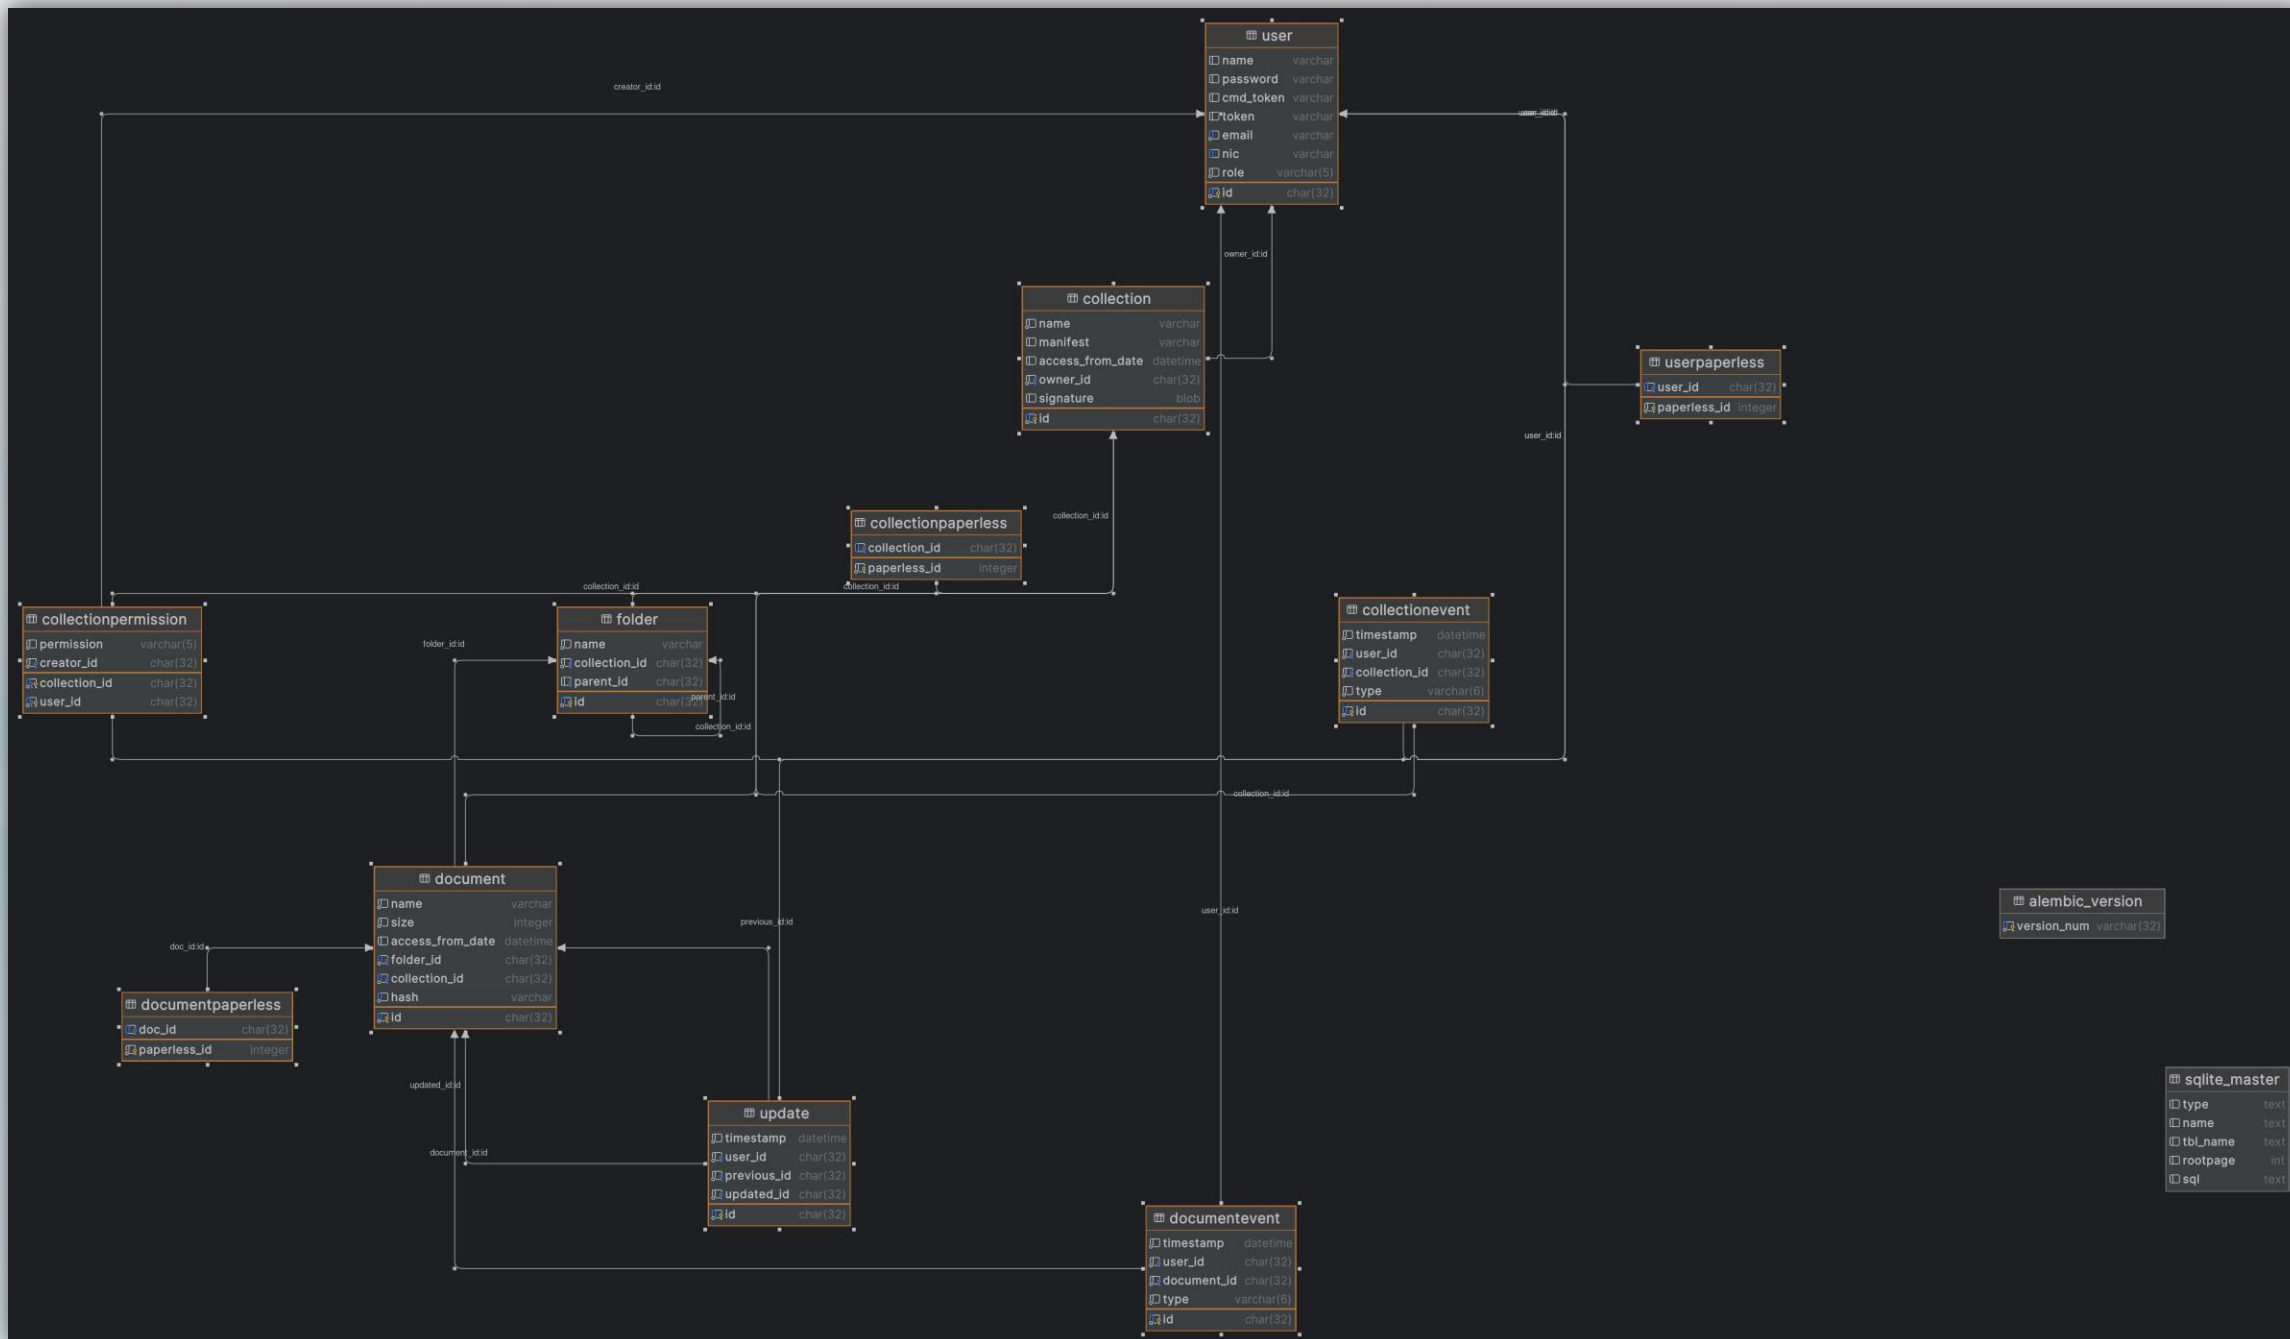 user
name varchar
password varchar
cmd_token varchar
token varchar
email varchar
nic varchar
role varchar(5)
id char(32)
creator_id:id
owner_id:id
collection
name varchar
manifest varchar
access_from_date datetime
owner_id char(32)
signature blob
id char(32)
userpaperless
user_id char(32)
paperless_id integer
user_id:id
collectionpaperless
collection_id char(32)
paperless_id integer
collection_id:id
collection_id:id
collection_id:id
collectionpermission
permission varchar(5)
creator_id char(32)
collection_id char(32)
user_id char(32)
folder_id:id
folder
name varchar
collection_id char(32)
parent_id char(32)
id char(32)
parent_id:id
collection_id:id
collectionevent
timestamp datetime
user_id char(32)
collection_id char(32)
type varchar(6)
id char(32)
collection_id:id
document
name varchar
size integer
access_from_date datetime
folder_id char(32)
collection_id char(32)
hash varchar
id char(32)
previous_id:id
user_id:id
alembic_version
version_num varchar(32)
doc_id:id
documentpaperless
doc_id char(32)
paperless_id integer
updated_id:id
document_id:id
update
timestamp datetime
user_id char(32)
previous_id char(32)
updated_id char(32)
id char(32)
sqlite_master
type text
name text
tbl_name text
rootpage int
sql text
documentevent
timestamp datetime
user_id char(32)
document_id char(32)
type varchar(6)
id char(32)